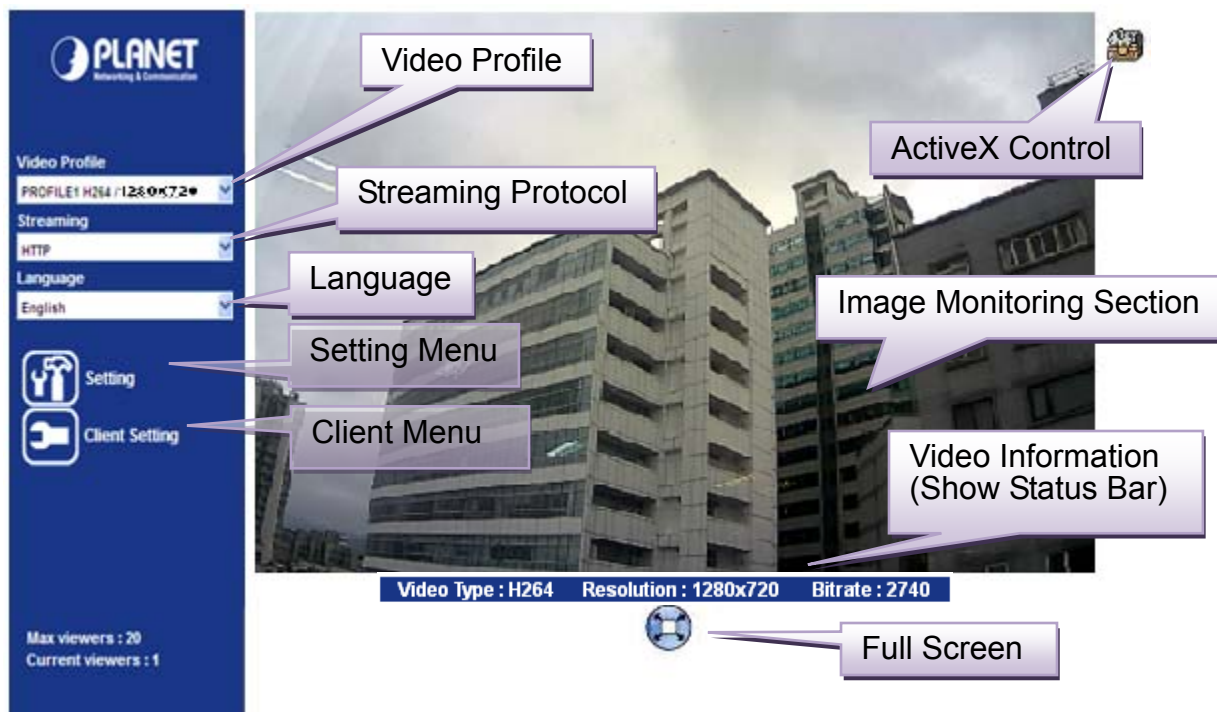 PLANET
Networking & Communication
Video Profile
PROFILE1 H264 /1280X720
Streaming
HTTP
Language
English
Setting
Client Setting
Max viewers : 20
Current viewers : 1
Video Profile
Streaming Protocol
Language
Setting Menu
Client Menu
ActiveX Control
Image Monitoring Section
Video Information
(Show Status Bar)
Video Type : H264 Resolution : 1280x720 Bitrate : 2740
Full Screen